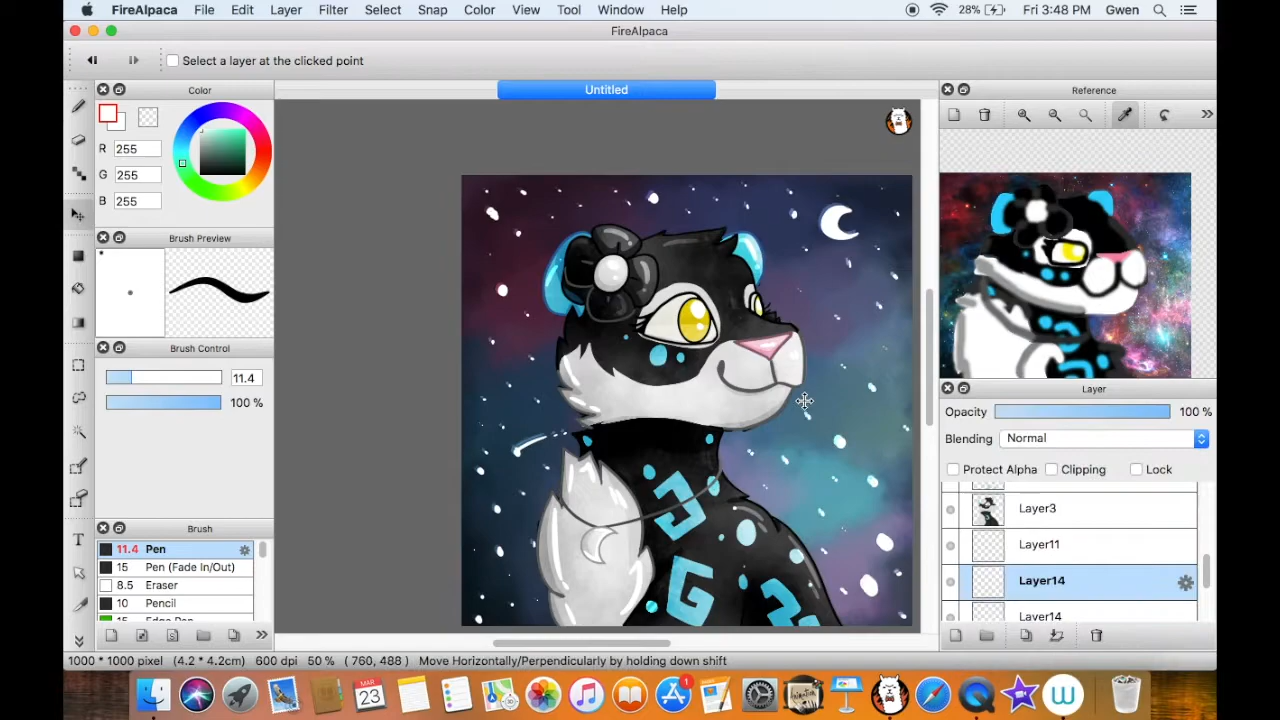 FireAlpaca File Edit Layer Filter Select Snap Color View Tool Window Help 28% Fri 3:48 PM Gwen
FireAlpaca
Select a layer at the clicked point
Color Untitled Reference
R 255
G 255
B 255
Brush Preview
Brush Control
11.4
100 %
Brush
11.4 Pen
15 Pen (Fade In/Out)
8.5 Eraser
10 Pencil
Layer
Opacity 100 %
Blending Normal
Protect Alpha Clipping Lock
Layer3
Layer11
Layer14
Layer14
1000 * 1000 pixel (4.2 * 4.2cm) 600 dpi 50 % ( 760, 488 ) Move Horizontally/Perpendicularly by holding down shift
MAR
23
1